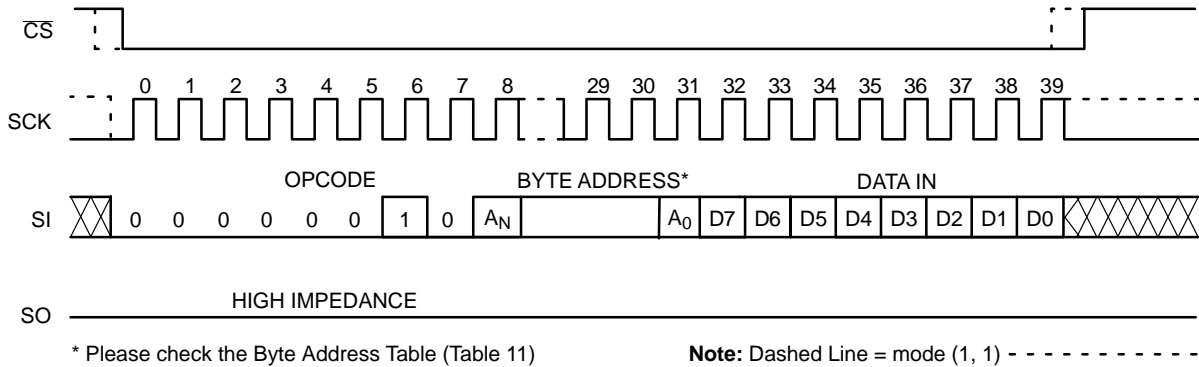 CS
0 1 2 3 4 5 6 7 8 29 30 31 32 33 34 35 36 37 38 39
SCK
OPCODE BYTE ADDRESS* DATA IN
SI 0 0 0 0 0 0 1 0 AN A0 D7 D6 D5 D4 D3 D2 D1 D0
HIGH IMPEDANCE
SO
* Please check the Byte Address Table (Table 11) Note: Dashed Line = mode (1, 1)